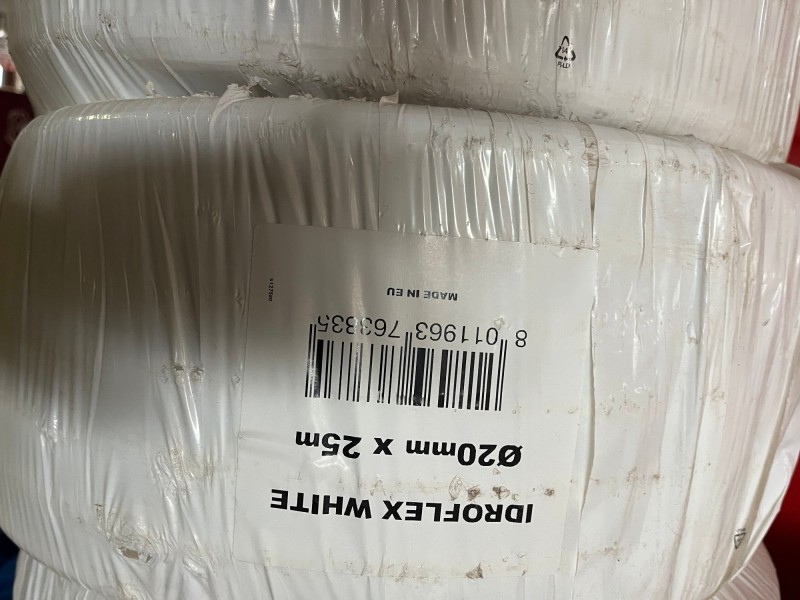 IDROFLEX WHITE
Ø20mm x 25m
8 011963 763835
MADE IN EU